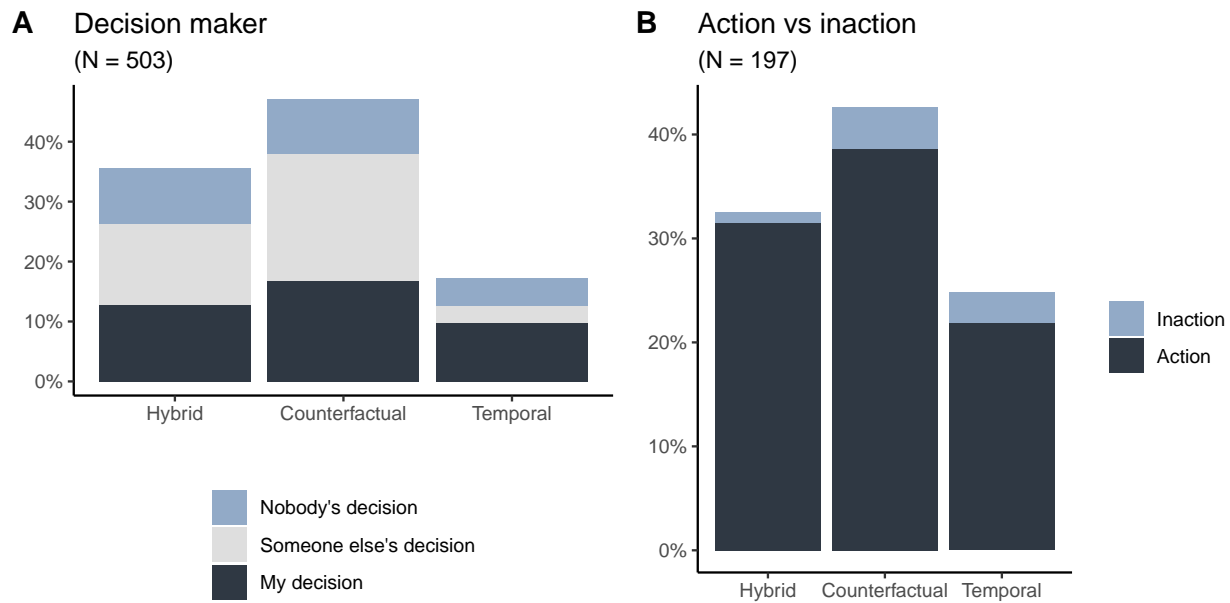 A Decision maker
(N = 503)
40%
30%
20%
10%
0%
Hybrid Counterfactual Temporal
Nobody's decision
Someone else's decision
My decision
B Action vs inaction
(N = 197)
40%
30%
20%
10%
0%
Hybrid Counterfactual Temporal
Inaction
Action